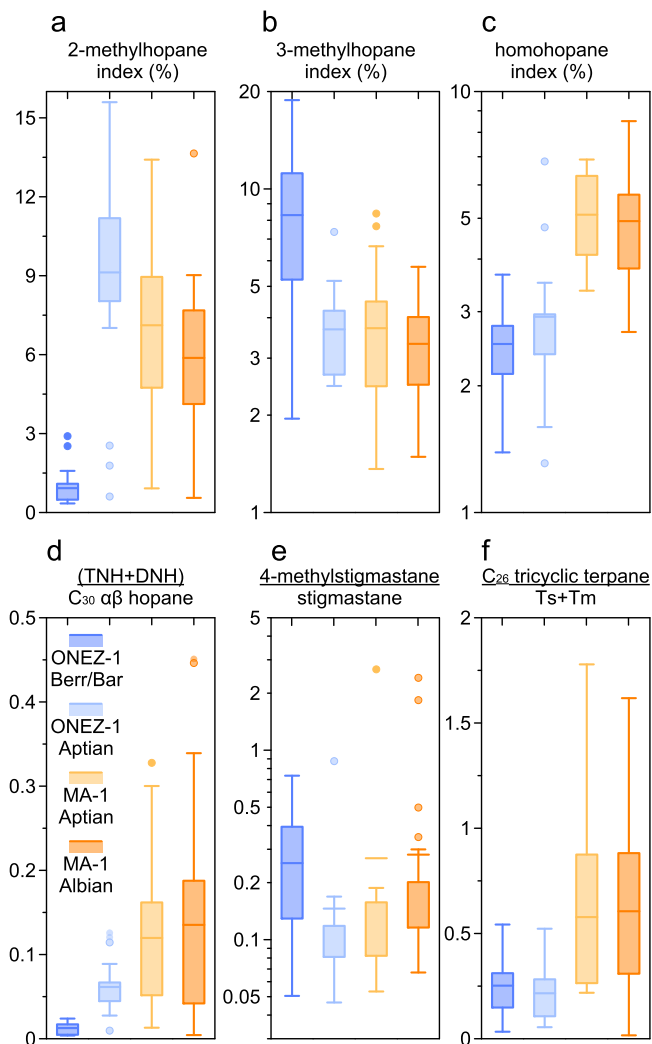 a
2-methylhopane
index (%)
15
12
9
6
3
0
b
3-methylhopane
index (%)
20
10
5
3
2
1
c
homohopane
index (%)
10
5
3
2
1
d
(TNH+DNH)
C₃₀ αβ hopane
0.5
0.4
0.3
0.2
0.1
0
ONEZ-1
Berr/Bar
ONEZ-1
Aptian
MA-1
Aptian
MA-1
Albian
e
4-methylstigmastane
stigmastane
5
2
1
0.5
0.2
0.1
0.05
f
C₂₆ tricyclic terpane
Ts+Tm
2
1.5
1
0.5
0